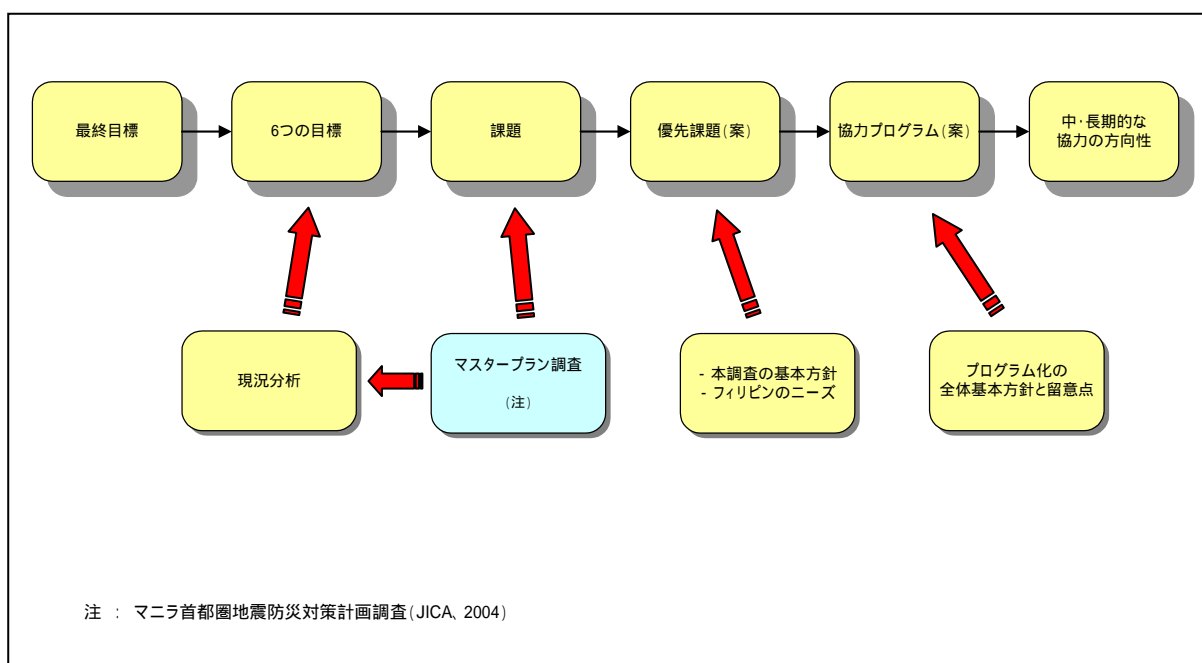 最終目標
6つの目標
課題
優先課題(案)
協力プログラム(案)
中・長期的な
協力の方向性
現況分析
マスタープラン調査
(注)
- 本調査の基本方針
- フィリピンのニーズ
プログラム化の
全体基本方針と留意点
注 : マニラ首都圏地震防災対策計画調査(JICA、2004)